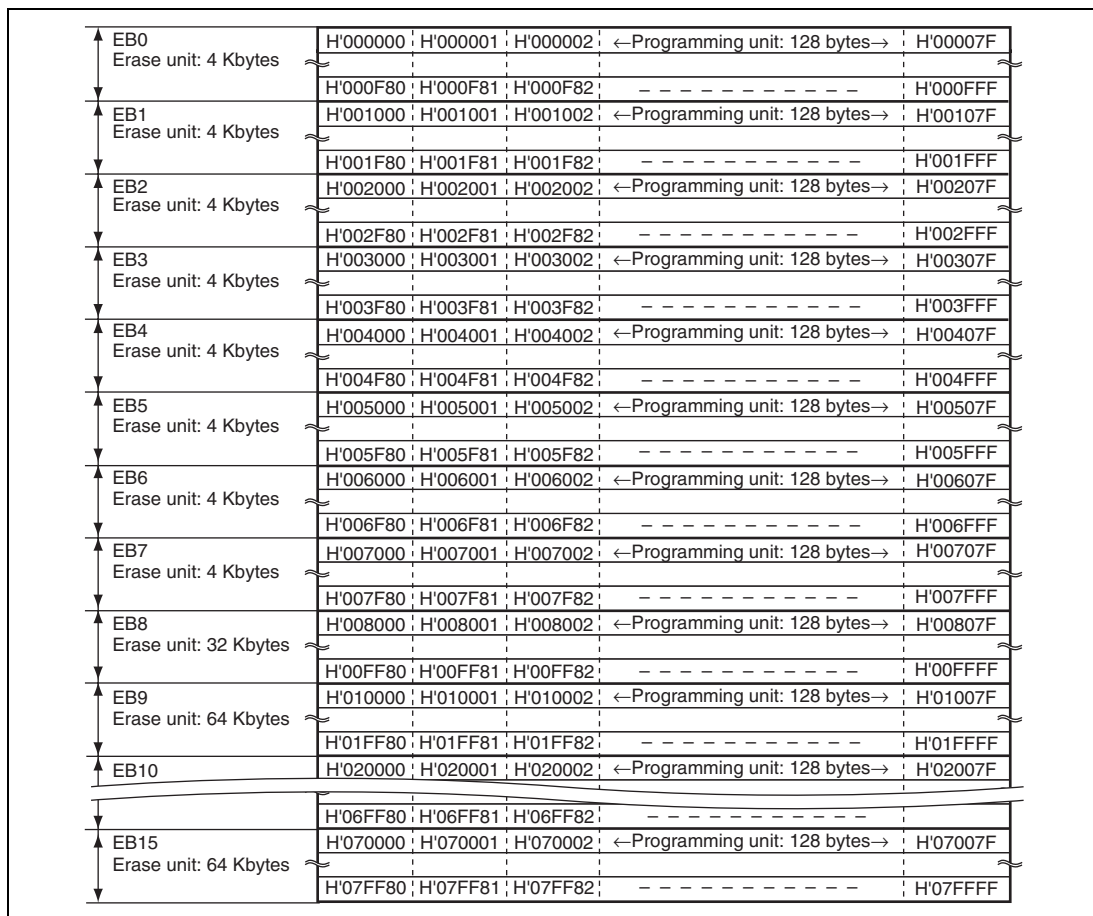 EB0
Erase unit: 4 Kbytes
H'000000 H'000001 H'000002 ←Programming unit: 128 bytes→ H'00007F
H'000F80 H'000F81 H'000F82 – – – – – – – – – – – H'000FFF
EB1
Erase unit: 4 Kbytes
H'001000 H'001001 H'001002 ←Programming unit: 128 bytes→ H'00107F
H'001F80 H'001F81 H'001F82 – – – – – – – – – – – H'001FFF
EB2
Erase unit: 4 Kbytes
H'002000 H'002001 H'002002 ←Programming unit: 128 bytes→ H'00207F
H'002F80 H'002F81 H'002F82 – – – – – – – – – – – H'002FFF
EB3
Erase unit: 4 Kbytes
H'003000 H'003001 H'003002 ←Programming unit: 128 bytes→ H'00307F
H'003F80 H'003F81 H'003F82 – – – – – – – – – – – H'003FFF
EB4
Erase unit: 4 Kbytes
H'004000 H'004001 H'004002 ←Programming unit: 128 bytes→ H'00407F
H'004F80 H'004F81 H'004F82 – – – – – – – – – – – H'004FFF
EB5
Erase unit: 4 Kbytes
H'005000 H'005001 H'005002 ←Programming unit: 128 bytes→ H'00507F
H'005F80 H'005F81 H'005F82 – – – – – – – – – – – H'005FFF
EB6
Erase unit: 4 Kbytes
H'006000 H'006001 H'006002 ←Programming unit: 128 bytes→ H'00607F
H'006F80 H'006F81 H'006F82 – – – – – – – – – – – H'006FFF
EB7
Erase unit: 4 Kbytes
H'007000 H'007001 H'007002 ←Programming unit: 128 bytes→ H'00707F
H'007F80 H'007F81 H'007F82 – – – – – – – – – – – H'007FFF
EB8
Erase unit: 32 Kbytes
H'008000 H'008001 H'008002 ←Programming unit: 128 bytes→ H'00807F
H'00FF80 H'00FF81 H'00FF82 – – – – – – – – – – – H'00FFFF
EB9
Erase unit: 64 Kbytes
H'010000 H'010001 H'010002 ←Programming unit: 128 bytes→ H'01007F
H'01FF80 H'01FF81 H'01FF82 – – – – – – – – – – – H'01FFFF
EB10
H'020000 H'020001 H'020002 ←Programming unit: 128 bytes→ H'02007F
H'06FF80 H'06FF81 H'06FF82 – – – – – – – – – – –
EB15
Erase unit: 64 Kbytes
H'070000 H'070001 H'070002 ←Programming unit: 128 bytes→ H'07007F
H'07FF80 H'07FF81 H'07FF82 – – – – – – – – – – – H'07FFFF